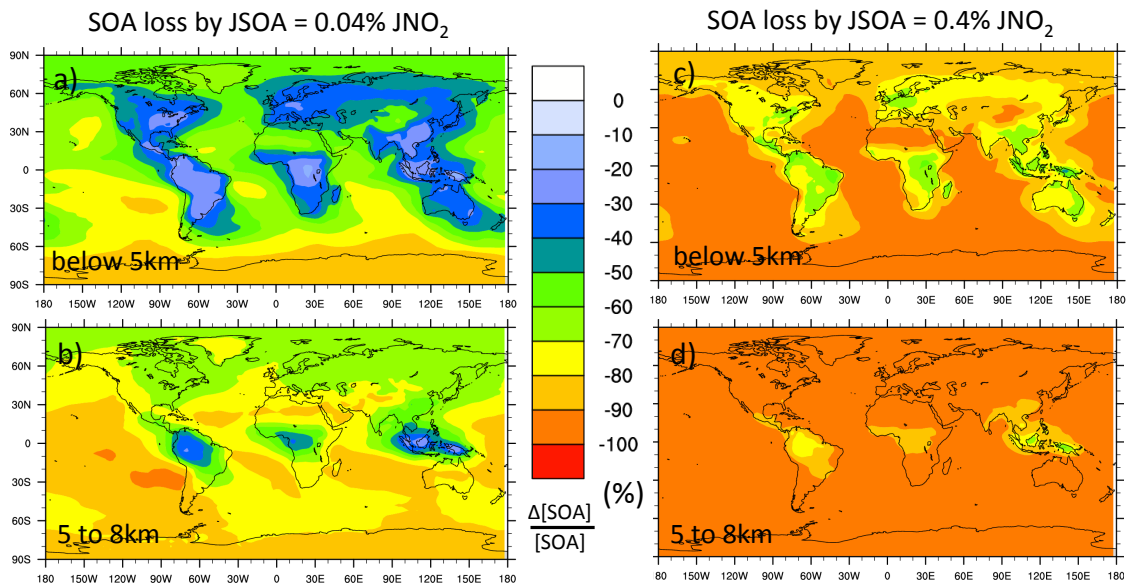 SOA loss by JSOA = 0.04% JNO₂
SOA loss by JSOA = 0.4% JNO₂
a)
90N
60N
30N
0
30S
60S
90S
below 5km
180 150W 120W 90W 60W 30W 0 30E 60E 90E 120E 150E 180
b)
90N
60N
30N
0
30S
60S
90S
5 to 8km
180 150W 120W 90W 60W 30W 0 30E 60E 90E 120E 150E 180
0
-10
-20
-30
-40
-50
-60
-70
-80
-90
-100
(%)
Δ[SOA]
[SOA]
c)
below 5km
180 150W 120W 90W 60W 30W 0 30E 60E 90E 120E 150E 180
d)
5 to 8km
80 150W 120W 90W 60W 30W 0 30E 60E 90E 120E 150E 180